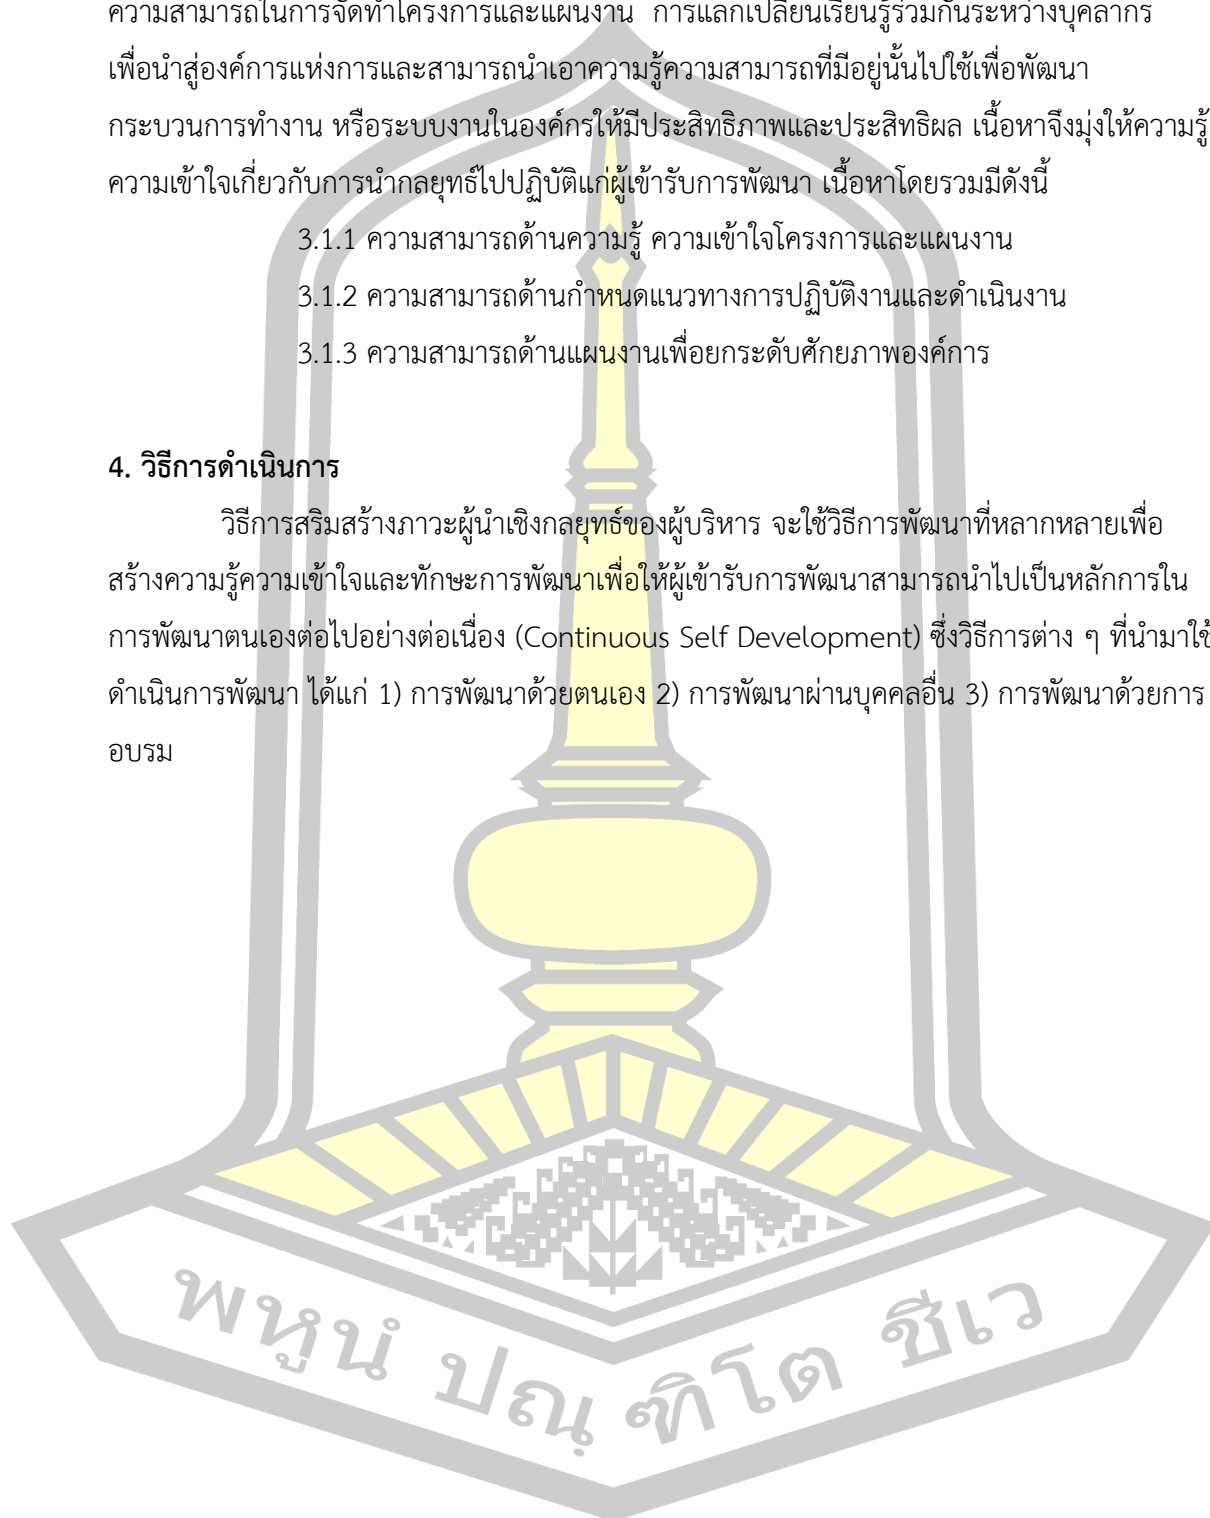 ความสามารถในการจัดทำโครงการและแผนงาน การแลกเปลี่ยนเรียนรู้ร่วมกันระหว่างบุคลากร
เพื่อนำสู่องค์การแห่งการและสามารถนำเอาความรู้ความสามารถที่มีอยู่นั้นไปใช้เพื่อพัฒนา
กระบวนการทำงาน หรือระบบงานในองค์กรให้มีประสิทธิภาพและประสิทธิผล เนื้อหาจึงมุ่งให้ความรู้
ความเข้าใจเกี่ยวกับการนำกลยุทธ์ไปปฏิบัติแก่ผู้เข้ารับการพัฒนา เนื้อหาโดยรวมมีดังนี้
3.1.1 ความสามารถด้านความรู้ ความเข้าใจโครงการและแผนงาน
3.1.2 ความสามารถด้านกำหนดแนวทางการปฏิบัติงานและดำเนินงาน
3.1.3 ความสามารถด้านแผนงานเพื่อยกระดับศักยภาพองค์การ
4. วิธีการดำเนินการ
วิธีการสริมสร้างภาวะผู้นำเชิงกลยุทธ์ของผู้บริหาร จะใช้วิธีการพัฒนาที่หลากหลายเพื่อ
สร้างความรู้ความเข้าใจและทักษะการพัฒนาเพื่อให้ผู้เข้ารับการพัฒนาสามารถนำไปเป็นหลักการใน
การพัฒนาตนเองต่อไปอย่างต่อเนื่อง (Continuous Self Development) ซึ่งวิธีการต่าง ๆ ที่นำมาใช้
ดำเนินการพัฒนา ได้แก่ 1) การพัฒนาด้วยตนเอง 2) การพัฒนาผ่านบุคคลอื่น 3) การพัฒนาด้วยการ
อบรม
พหูนํ ปณฺฑิโต ชีเว